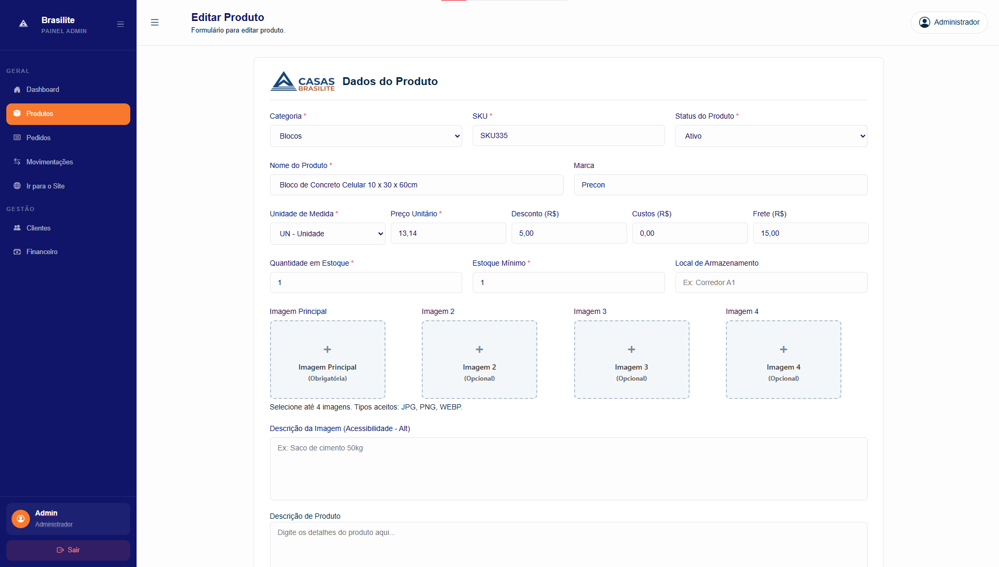 Brasilite
PAINEL ADMIN
GERAL
Dashboard
Produtos
Pedidos
Movimentações
Ir para o Site
GESTÃO
Clientes
Financeiro
Admin
Administrador
Sair
Editar Produto
Formulário para editar produto.
Administrador
CASAS
BRASILITE
Dados do Produto
Categoria * SKU * Status do Produto *
Blocos SKU335 Ativo
Nome do Produto * Marca
Bloco de Concreto Celular 10 x 30 x 60cm Precon
Unidade de Medida * Preço Unitário * Desconto (R$) Custos (R$) Frete (R$)
UN - Unidade 13,14 5,00 0,00 15,00
Quantidade em Estoque * Estoque Mínimo * Local de Armazenamento
1 1 Ex: Corredor A1
Imagem Principal Imagem 2 Imagem 3 Imagem 4
+ + + +
Imagem Principal Imagem 2 Imagem 3 Imagem 4
(Obrigatória) (Opcional) (Opcional) (Opcional)
Selecione até 4 imagens. Tipos aceitos: JPG, PNG, WEBP.
Descrição da Imagem (Acessibilidade - Alt)
Ex: Saco de cimento 50kg
Descrição de Produto
Digite os detalhes do produto aqui...